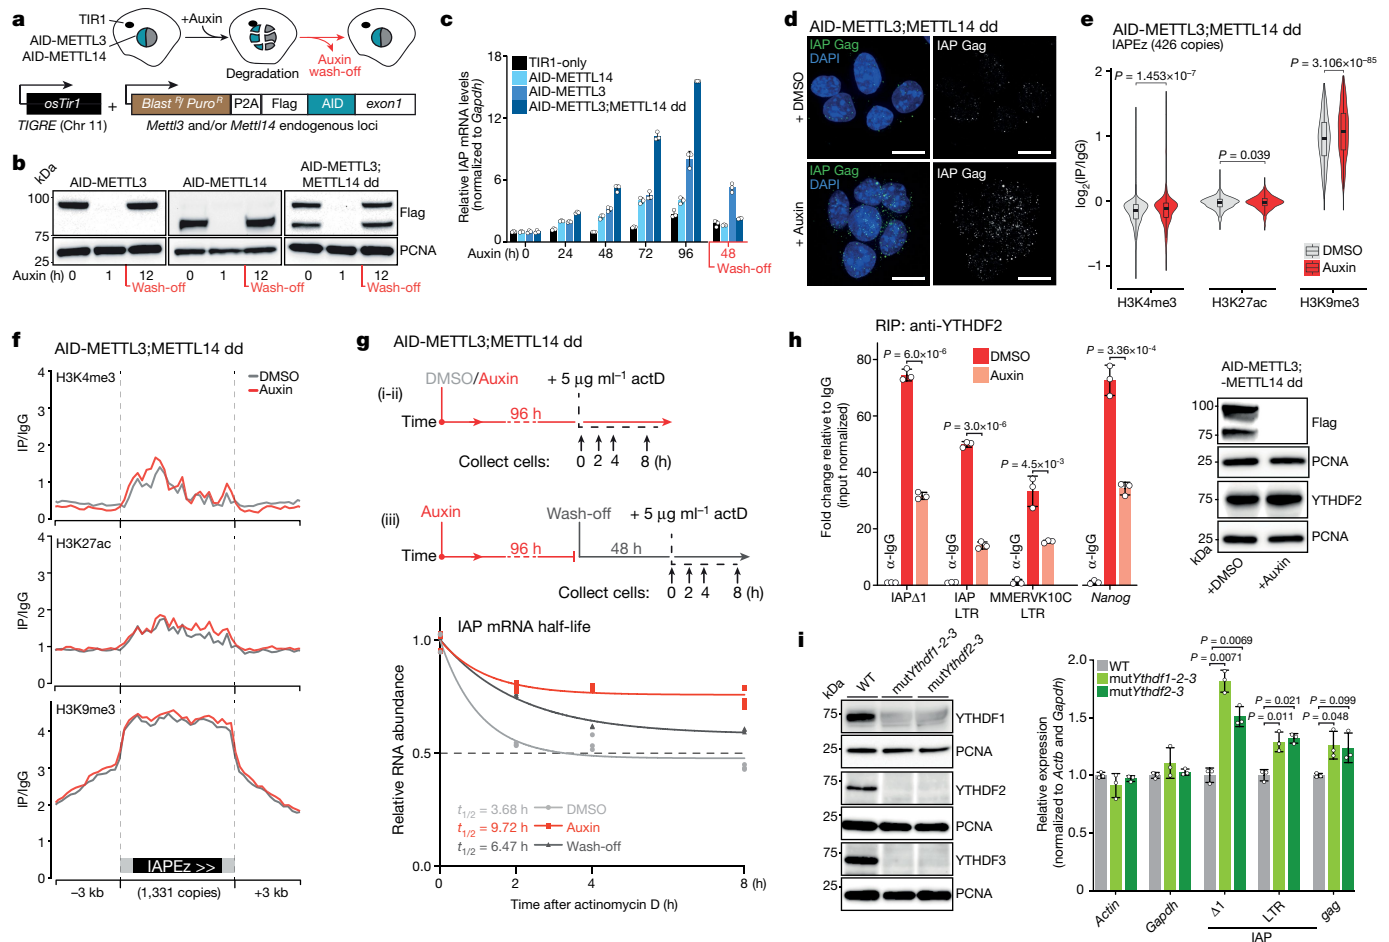 a
TIR1
AID-METTL3
AID-METTL14
+Auxin
Degradation
Auxin
wash-off
osTir1
+
Blast R/ Puro R
P2A
Flag
AID
exon1
TIGRE (Chr 11)
Mettl3 and/or Mettl14 endogenous loci
b
kDa
AID-METTL3
AID-METTL14
AID-METTL3;
METTL14 dd
100
75
25
Flag
PCNA
Auxin (h)
0 1 12
0 1 12
0 1 12
Wash-off
Wash-off
Wash-off
c
Relative IAP mRNA levels
(normalized to Gapdh)
16
12
8
4
0
TIR1-only
AID-METTL14
AID-METTL3
AID-METTL3;METTL14 dd
Auxin (h) 0 24 48 72 96 48
Wash-off
d
AID-METTL3;METTL14 dd
+ DMSO
+ Auxin
IAP Gag
DAPI
IAP Gag
IAP Gag
DAPI
IAP Gag
e
AID-METTL3;METTL14 dd
IAPEz (426 copies)
log2(IP/IgG)
2
1
0
−1
P = 1.453×10−7
P = 0.039
P = 3.106×10−85
DMSO
Auxin
H3K4me3
H3K27ac
H3K9me3
f
AID-METTL3;METTL14 dd
H3K4me3
DMSO
Auxin
IP/IgG
4
3
2
1
0
H3K27ac
IP/IgG
4
3
2
1
0
H3K9me3
IP/IgG
4
3
2
1
0
IAPEz >>
−3 kb
(1,331 copies)
+3 kb
g
AID-METTL3;METTL14 dd
(i-ii)
DMSO/Auxin
+ 5 µg ml−1 actD
Time
96 h
Collect cells: 0 2 4 8 (h)
(iii)
Auxin
Wash-off
+ 5 µg ml−1 actD
Time
96 h
48 h
Collect cells: 0 2 4 8 (h)
IAP mRNA half-life
Relative RNA abundance
1.0
0.5
0.0
t1/2 = 3.68 h DMSO
t1/2 = 9.72 h Auxin
t1/2 = 6.47 h Wash-off
0 2 4 8 (h)
Time after actinomycin D (h)
h
RIP: anti-YTHDF2
Fold change relative to IgG
(input normalized)
80
60
40
20
0
P = 6.0×10−6
P = 3.0×10−6
P = 4.5×10−3
P = 3.36×10−4
DMSO
Auxin
α-IgG
α-IgG
α-IgG
α-IgG
IAPΔ1
IAP
LTR
MMERVK10C
LTR
Nanog
AID-METTL3;
-METTL14 dd
100
75
Flag
25
PCNA
75
YTHDF2
25
PCNA
kDa
+DMSO
+Auxin
i
kDa
WT
mutYthdf1-2-3
mutYthdf2-3
75
YTHDF1
25
PCNA
75
YTHDF2
25
PCNA
75
YTHDF3
25
PCNA
Relative expression
(normalized to Actb and Gapdh)
2.0
1.5
1.0
0.5
0
WT
mutYthdf1-2-3
mutYthdf2-3
P = 0.0069
P = 0.0071
P = 0.021
P = 0.011
P = 0.099
P = 0.048
Actin
Gapdh
Δ1
LTR
gag
IAP